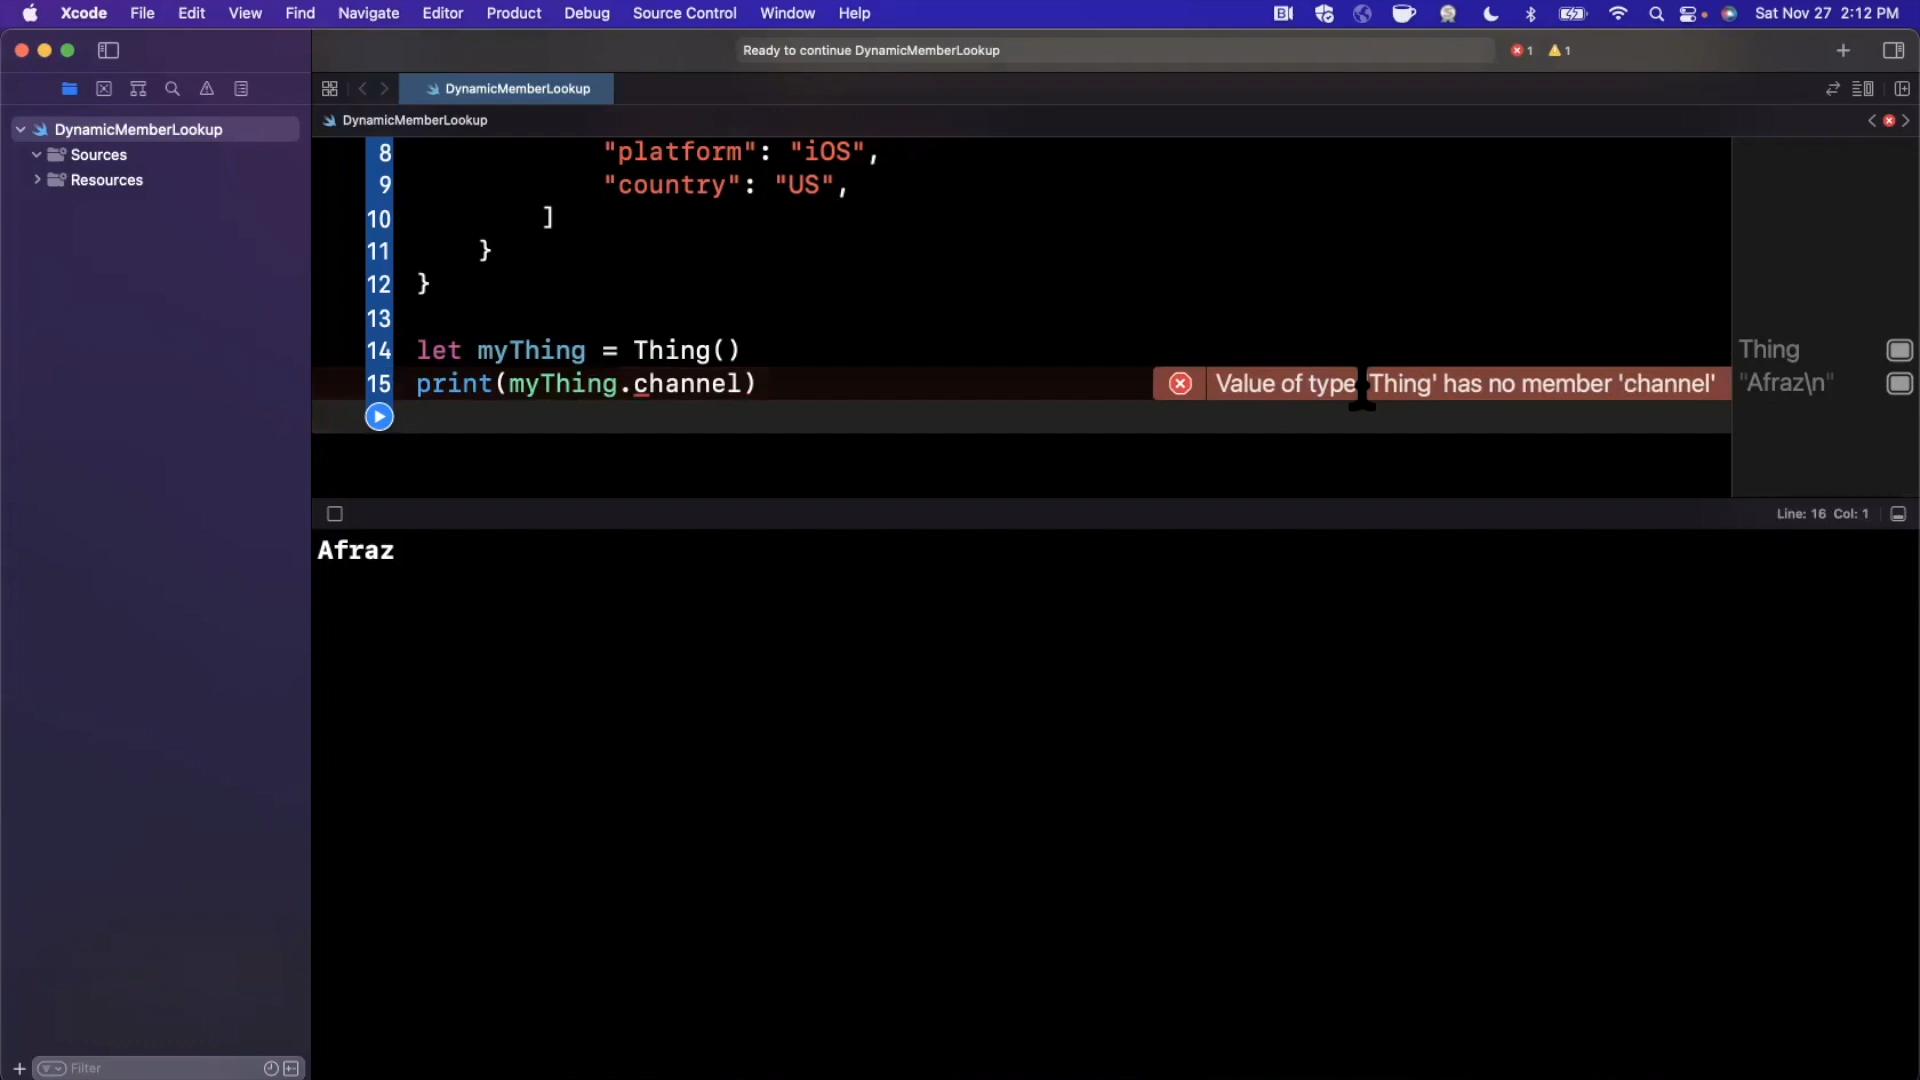 Xcode File Edit View Find Navigate Editor Product Debug Source Control Window Help Sat Nov 27 2:12 PM
Ready to continue DynamicMemberLookup 1 1
DynamicMemberLookup
DynamicMemberLookup
DynamicMemberLookup
Sources
Resources
8 "platform": "iOS",
9 "country": "US",
10 ]
11 }
12 }
13
14 let myThing = Thing() Thing
15 print(myThing.channel) Value of type Thing' has no member 'channel' "Afraz\n"
Line: 16 Col: 1
Afraz
Filter